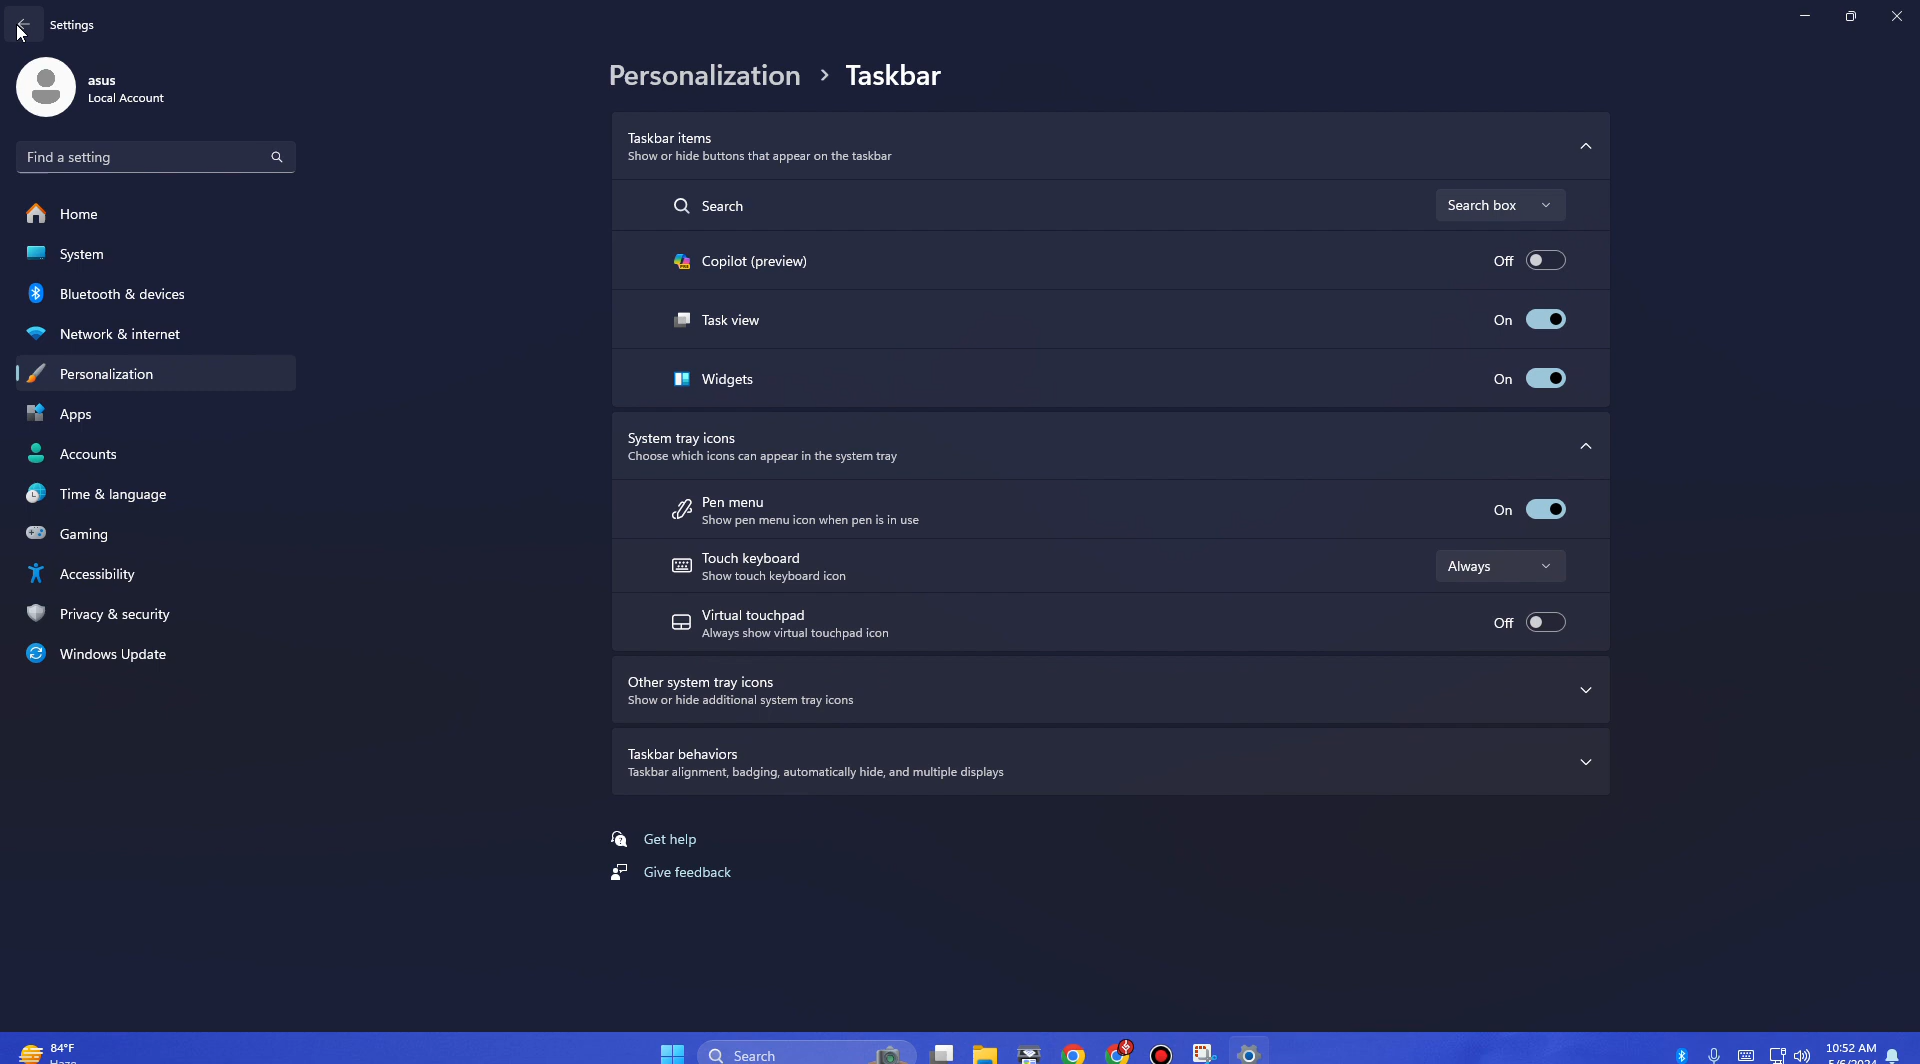 Settings
asus
Local Account
Find a setting
Home
System
Bluetooth & devices
Network & internet
Personalization
Apps
Accounts
Time & language
Gaming
Accessibility
Privacy & security
Windows Update
Personalization > Taskbar
Taskbar items
Show or hide buttons that appear on the taskbar
Search
Search box
Copilot (preview)
Off
Task view
On
Widgets
On
System tray icons
Choose which icons can appear in the system tray
Pen menu
Show pen menu icon when pen is in use
On
Touch keyboard
Show touch keyboard icon
Always
Virtual touchpad
Always show virtual touchpad icon
Off
Other system tray icons
Show or hide additional system tray icons
Taskbar behaviors
Taskbar alignment, badging, automatically hide, and multiple displays
Get help
Give feedback
84°F
Haze
Search
10:52 AM
5/6/2024